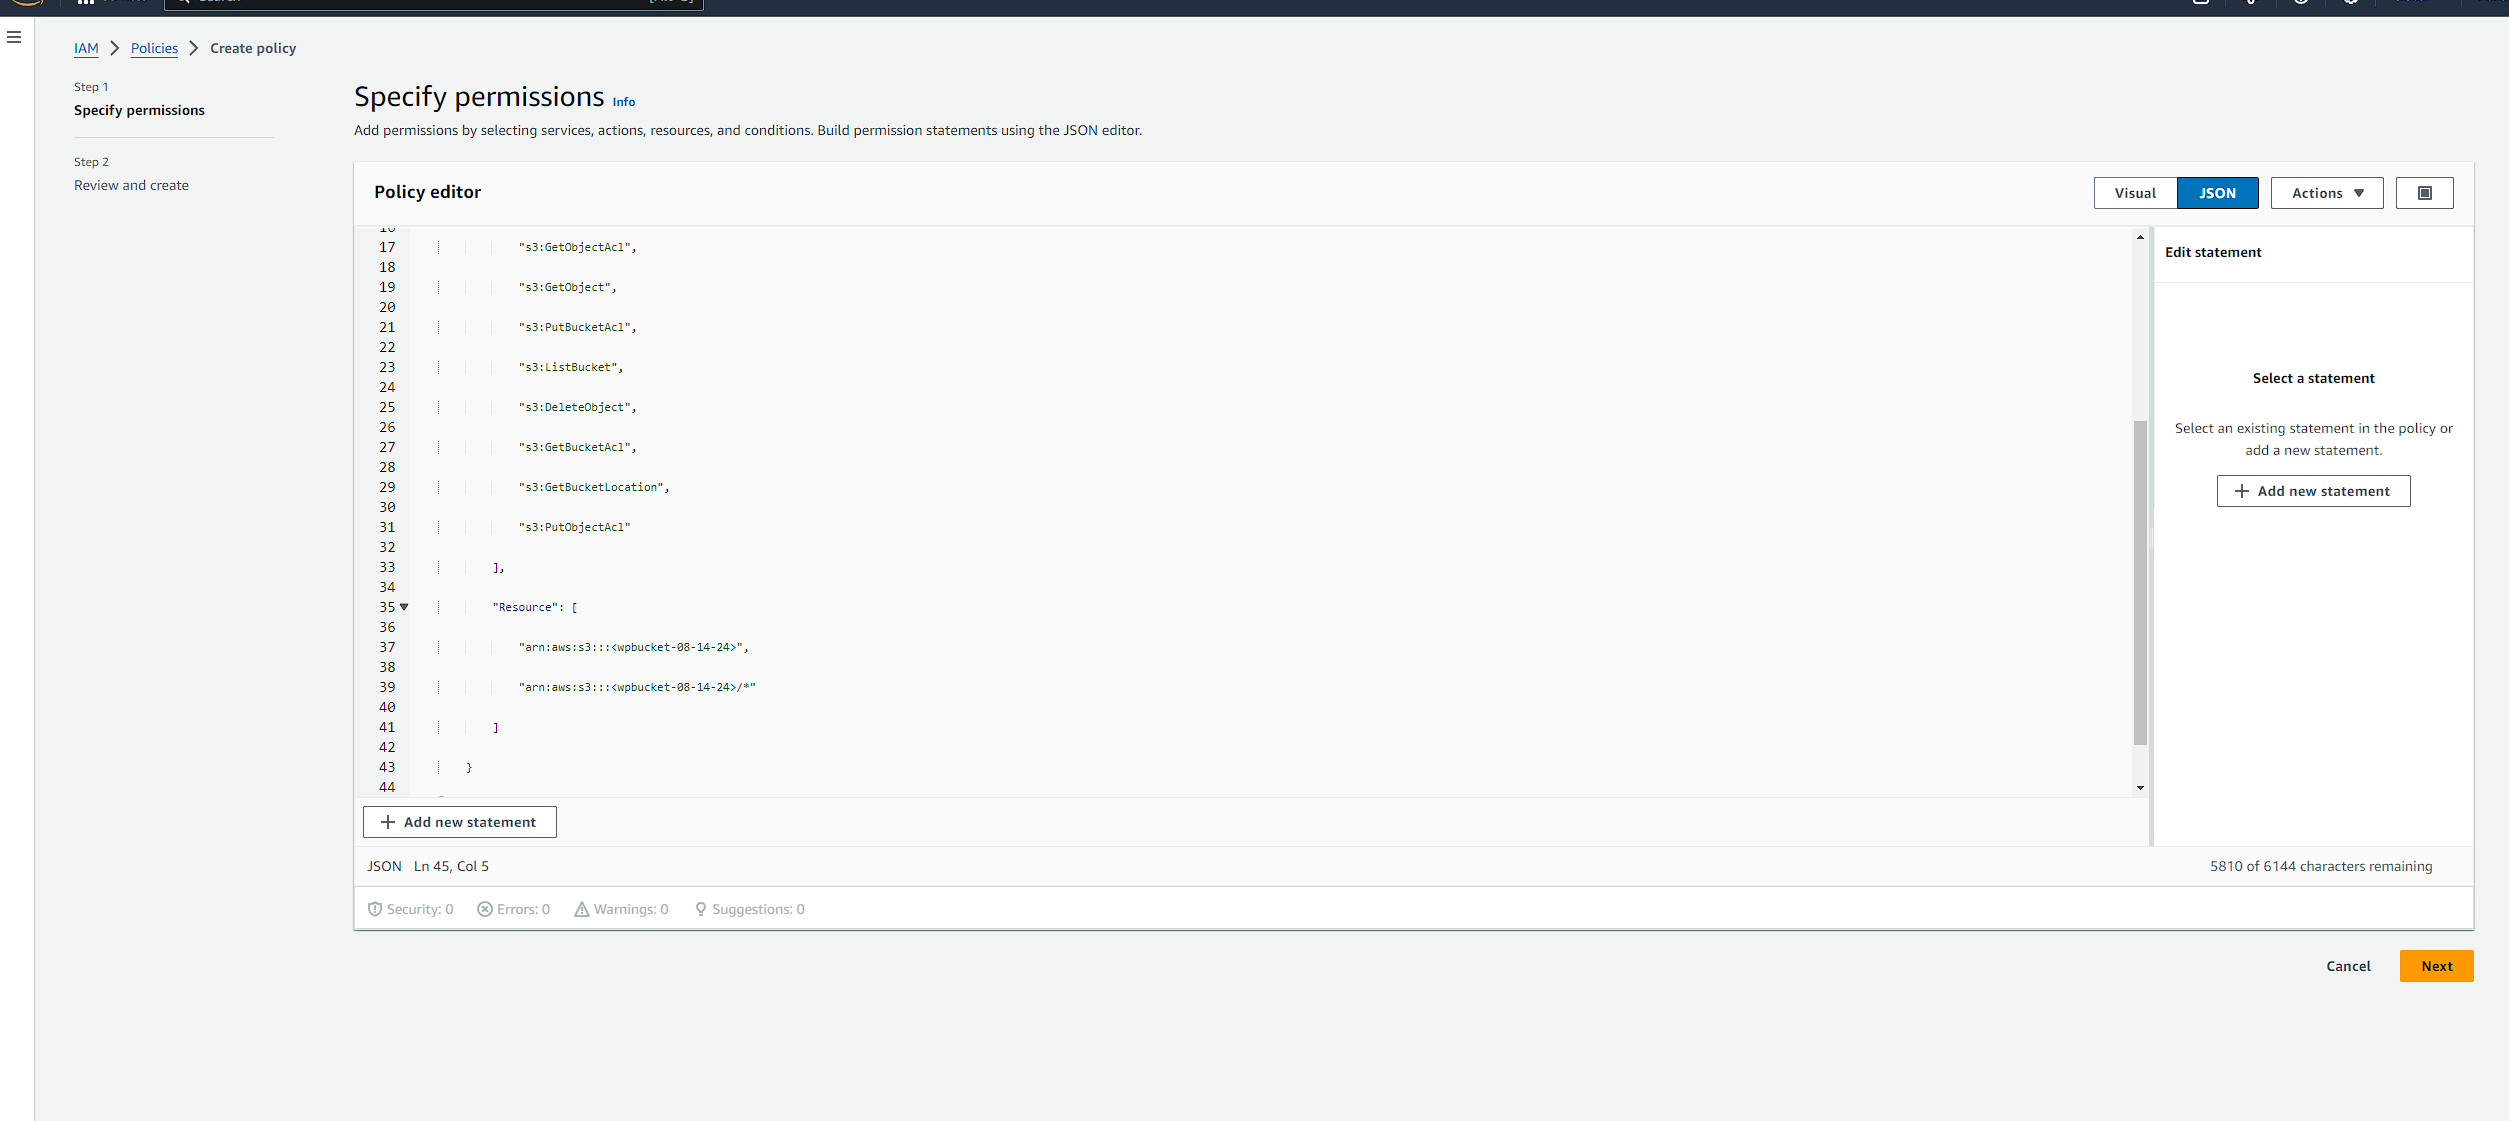 IAM > Policies > Create policy
Step 1
Specify permissions
Step 2
Review and create
Specify permissions Info
Add permissions by selecting services, actions, resources, and conditions. Build permission statements using the JSON editor.
Policy editor
Visual JSON Actions
17 "s3:GetObjectAcl",
18
19 "s3:GetObject",
20
21 "s3:PutBucketAcl",
22
23 "s3:ListBucket",
24
25 "s3:DeleteObject",
26
27 "s3:GetBucketAcl",
28
29 "s3:GetBucketLocation",
30
31 "s3:PutObjectAcl"
32
33 ],
34
35 "Resource": [
36
37 "arn:aws:s3:::<wpbucket-08-14-24>",
38
39 "arn:aws:s3:::<wpbucket-08-14-24>/*"
40
41 ]
42
43 }
44
Edit statement
Select a statement
Select an existing statement in the policy or
add a new statement.
+ Add new statement
+ Add new statement
JSON Ln 45, Col 5
5810 of 6144 characters remaining
Security: 0 Errors: 0 Warnings: 0 Suggestions: 0
Cancel Next